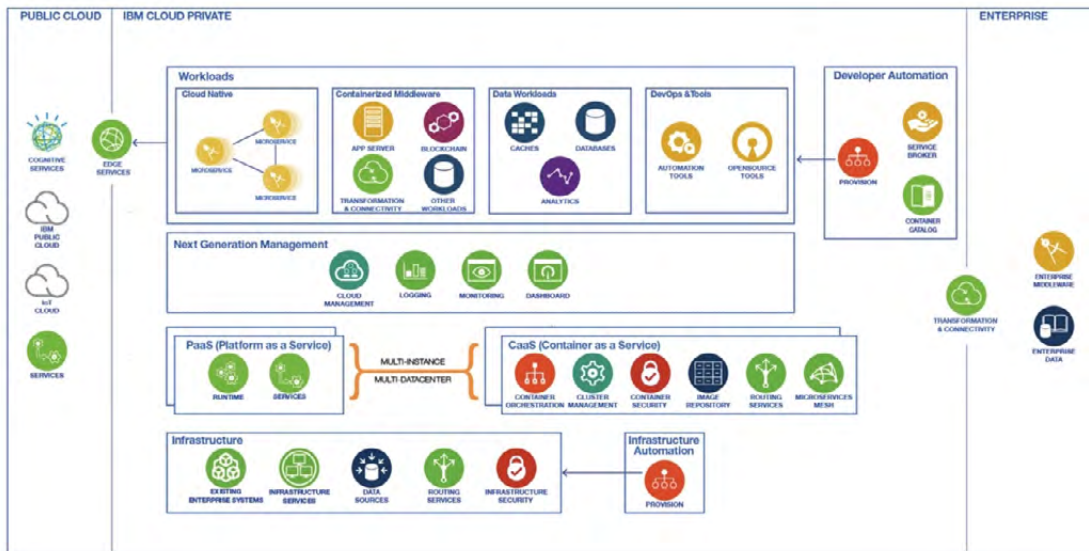 PUBLIC CLOUD
IBM CLOUD PRIVATE
ENTERPRISE
COGNITIVE
SERVICES
IBM
PUBLIC
CLOUD
IoT
CLOUD
SERVICES
EDGE
SERVICES
Workloads
Cloud Native
MICROSERVICE
MICROSERVICE
MICROSERVICE
Containerized Middleware
APP SERVER
BLOCKCHAIN
TRANSFORMATION
& CONNECTIVITY
OTHER
WORKLOADS
Data Workloads
CACHES
DATABASES
ANALYTICS
DevOps &Tools
AUTOMATION
TOOLS
OPENSOURCE
TOOLS
Developer Automation
PROVISION
SERVICE
BROKER
CONTAINER
CATALOG
Next Generation Management
CLOUD
MANAGEMENT
LOGGING
MONITORING
DASHBOARD
PaaS (Platform as a Service)
RUNTIME
SERVICES
MULTI-INSTANCE
MULTI-DATACENTER
CaaS (Container as a Service)
CONTAINER
ORCHESTRATION
CLUSTER
MANAGEMENT
CONTAINER
SECURITY
IMAGE
REPOSITORY
ROUTING
SERVICES
MICROSERVICES
MESH
Infrastructure
EXISTING
ENTERPRISE SYSTEMS
INFRASTRUCTURE
SERVICES
DATA
SOURCES
ROUTING
SERVICES
INFRASTRUCTURE
SECURITY
Infrastructure
Automation
PROVISION
TRANSFORMATION
& CONNECTIVITY
ENTERPRISE
MIDDLEWARE
ENTERPRISE
DATA